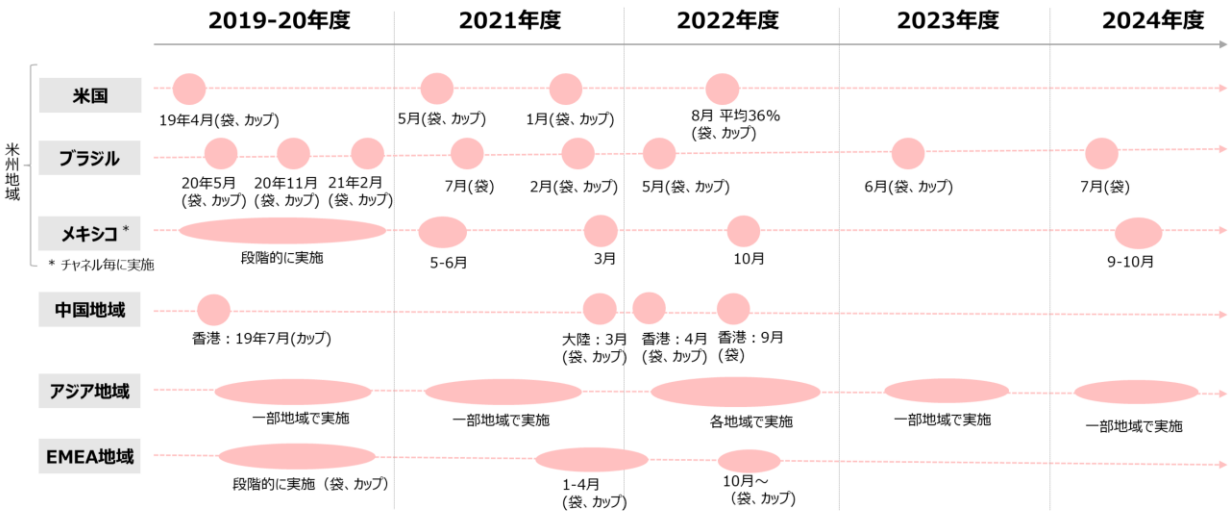 2019-20年度
2021年度
2022年度
2023年度
2024年度
米州地域
米国
19年4月(袋、カップ)
5月(袋、カップ)
1月(袋、カップ)
8月 平均36%
(袋、カップ)
ブラジル
20年5月
(袋、カップ)
20年11月
(袋、カップ)
21年2月
(袋、カップ)
7月(袋)
2月(袋、カップ)
5月(袋、カップ)
6月(袋、カップ)
7月(袋)
メキシコ *
* チャネル毎に実施
段階的に実施
5-6月
3月
10月
9-10月
中国地域
香港：19年7月(カップ)
大陸：3月
(袋、カップ)
香港：4月
(袋、カップ)
香港：9月
(袋)
アジア地域
一部地域で実施
一部地域で実施
各地域で実施
一部地域で実施
一部地域で実施
EMEA地域
段階的に実施（袋、カップ)
1-4月
(袋、カップ)
10月～
（袋、カップ)